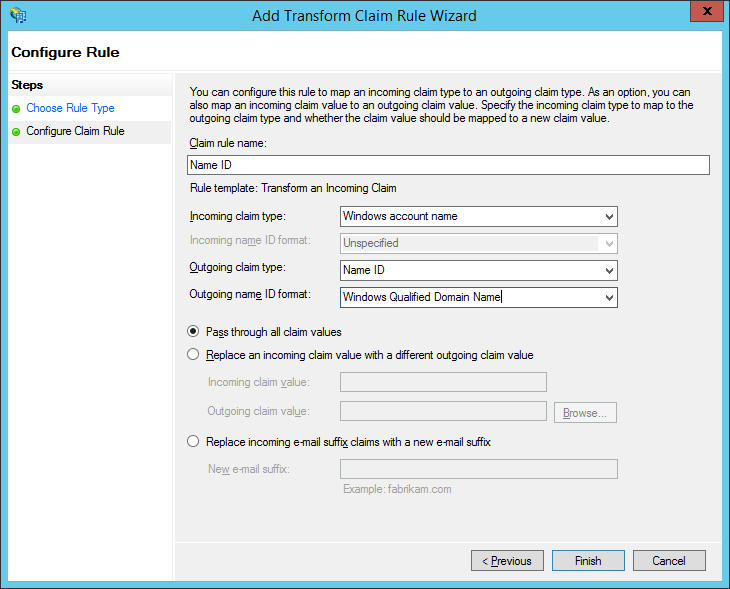 Add Transform Claim Rule Wizard
X
Configure Rule
Steps
Choose Rule Type
Configure Claim Rule
You can configure this rule to map an incoming claim type to an outgoing claim type. As an option, you can
also map an incoming claim value to an outgoing claim value. Specify the incoming claim type to map to the
outgoing claim type and whether the claim value should be mapped to a new claim value.
Claim rule name:
Name ID
Rule template: Transform an Incoming Claim
Incoming claim type: Windows account name
Incoming name ID format: Unspecified
Outgoing claim type: Name ID
Outgoing name ID format: Windows Qualified Domain Name
Pass through all claim values
Replace an incoming claim value with a different outgoing claim value
Incoming claim value:
Outgoing claim value: Browse...
Replace incoming e-mail suffix claims with a new e-mail suffix
New e-mail suffix:
Example: fabrikam.com
< Previous Finish Cancel